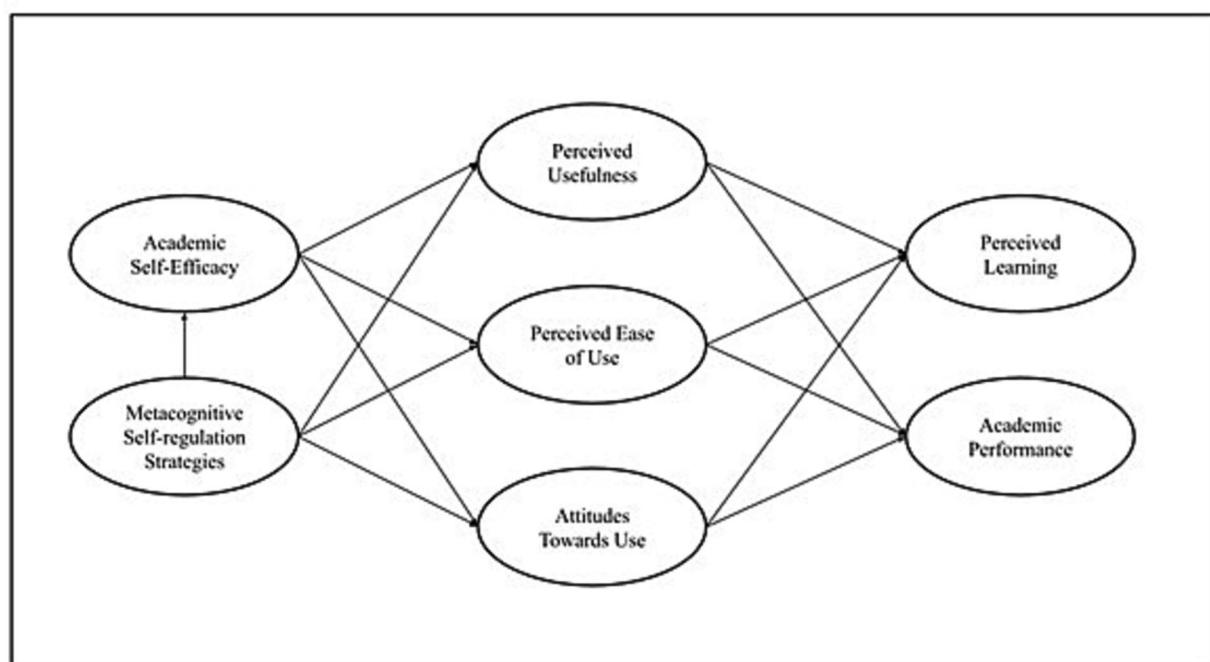 Perceived
Usefulness
Academic
Self-Efficacy
Perceived
Learning
Perceived Ease
of Use
Metacognitive
Self-regulation
Strategies
Academic
Performance
Attitudes
Towards Use